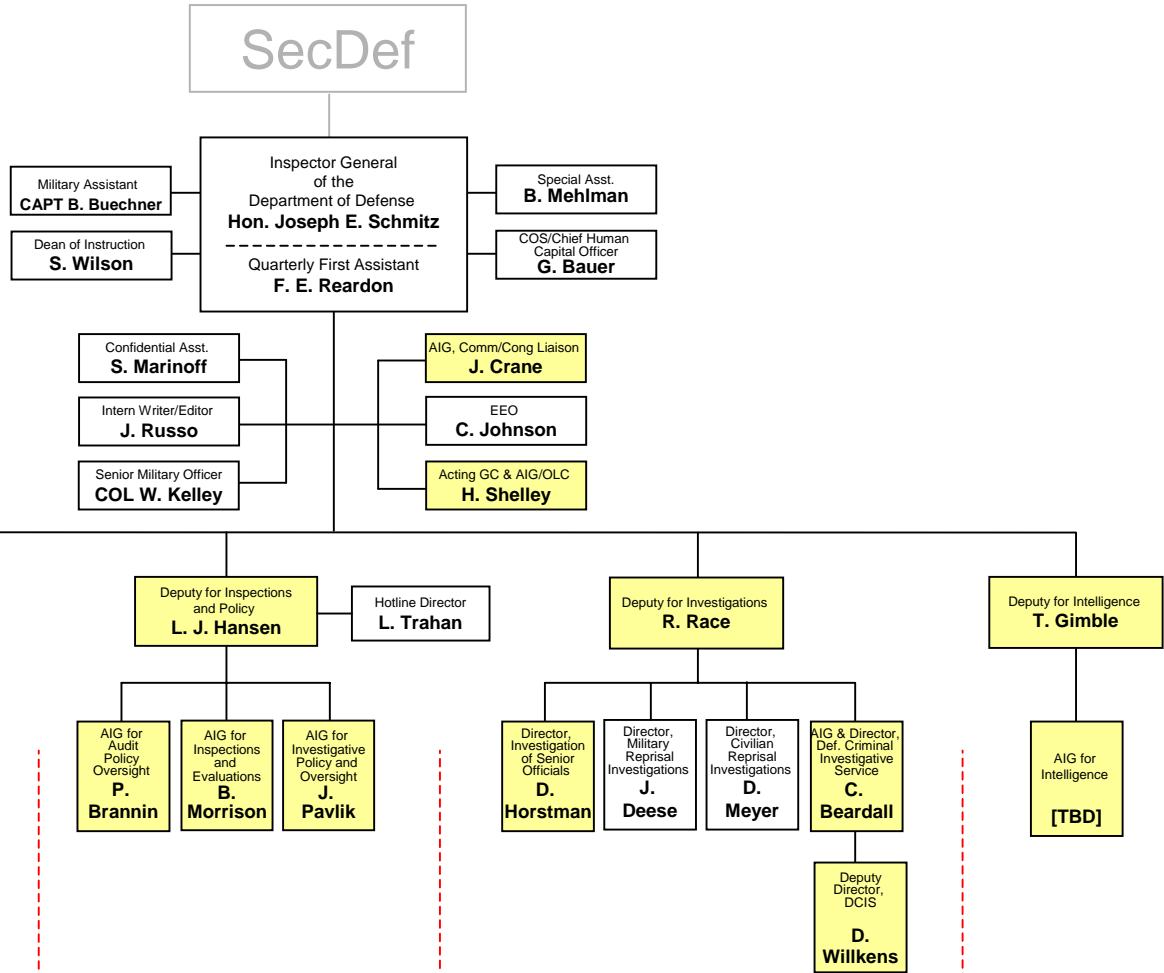 SecDef
Inspector General
of the
Department of Defense
Hon. Joseph E. Schmitz
Quarterly First Assistant
F. E. Reardon
Military Assistant
CAPT B. Buechner
Dean of Instruction
S. Wilson
Special Asst.
B. Mehlman
COS/Chief Human
Capital Officer
G. Bauer
Confidential Asst.
S. Marinoff
Intern Writer/Editor
J. Russo
Senior Military Officer
COL W. Kelley
AIG, Comm/Cong Liaison
J. Crane
EEO
C. Johnson
Acting GC & AIG/OLC
H. Shelley
Deputy for Inspections
and Policy
L. J. Hansen
Hotline Director
L. Trahan
Deputy for Investigations
R. Race
Deputy for Intelligence
T. Gimble
AIG for
Audit
Policy
Oversight
P.
Brannin
AIG for
Inspections
and
Evaluations
B.
Morrison
AIG for
Investigative
Policy and
Oversight
J.
Pavlik
Director,
Investigation
of Senior
Officials
D.
Horstman
Director,
Military
Reprisal
Investigations
J.
Deese
Director,
Civilian
Reprisal
Investigations
D.
Meyer
AIG & Director,
Def. Criminal
Investigative
Service
C.
Beardall
Deputy
Director,
DCIS
D.
Willkens
AIG for
Intelligence
[TBD]